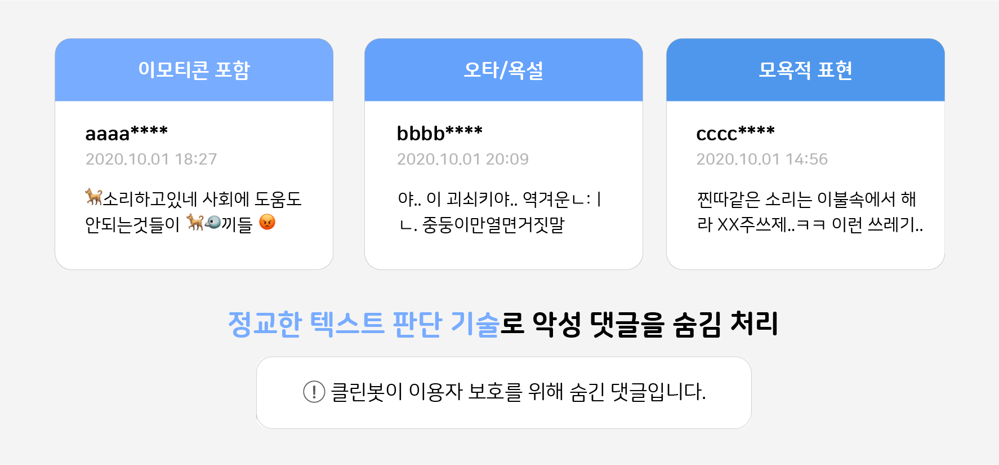 이모티콘 포함
aaaa****
2020.10.01 18:27
🐕소리하고있네 사회에 도움도
안되는것들이 🐕🐦끼들 😡
오타/욕설
bbbb****
2020.10.01 20:09
야.. 이 괴쇠키야.. 역겨운ㄴ:ㅣ
ㄴ. 중둥이만열면거짓말
모욕적 표현
cccc****
2020.10.01 14:56
찐따같은 소리는 이불속에서 해
라 XX주쓰제..ㅋㅋ 이런 쓰레기..
정교한 텍스트 판단 기술로 악성 댓글을 숨김 처리
! 클린봇이 이용자 보호를 위해 숨긴 댓글입니다.